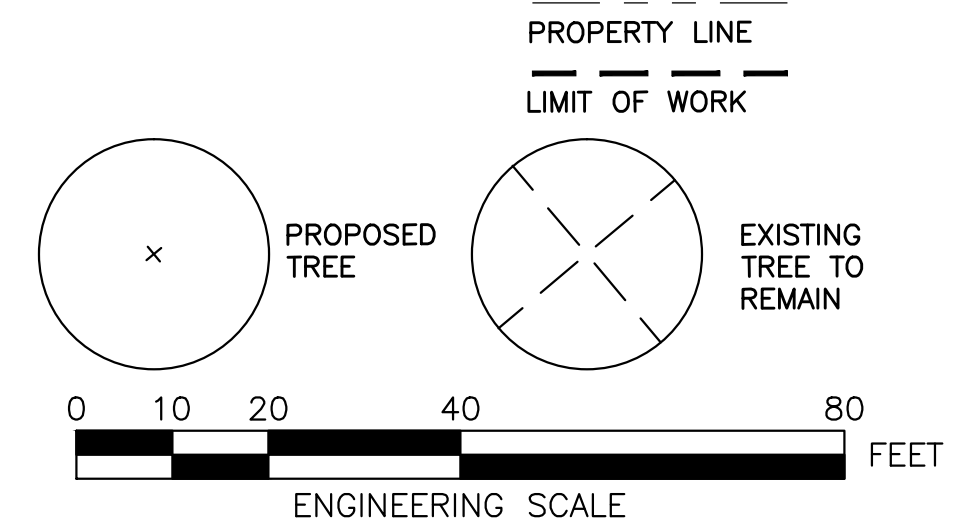 PROPERTY LINE
LIMIT OF WORK
PROPOSED
TREE
EXISTING
TREE TO
REMAIN
0 10 20 40 80
FEET
ENGINEERING SCALE